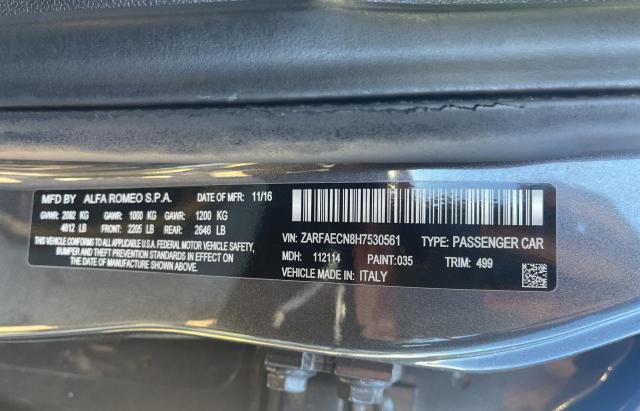 MFD BY ALFA ROMEO S.P.A. DATE OF MFR 11/16
GVWR: 2092 KG GAWR: 1000 KG GAWR: 1200 KG
4612 LB 2205 LB 2646 LB
THIS VEHICLE CONFORMS TO ALL APPLICABLE U.S.A. FEDERAL MOTOR VEHICLE SAFETY,
BUMPER AND THEFT PREVENTION STANDARDS IN EFFECT ON
THE DATE OF MANUFACTURE SHOWN ABOVE.
VIN: ZARFAECN8H7530561 TYPE: PASSENGER CAR
MDH: 112114 PAINT:035 TRIM: 499
VEHICLE MADE IN: ITALY